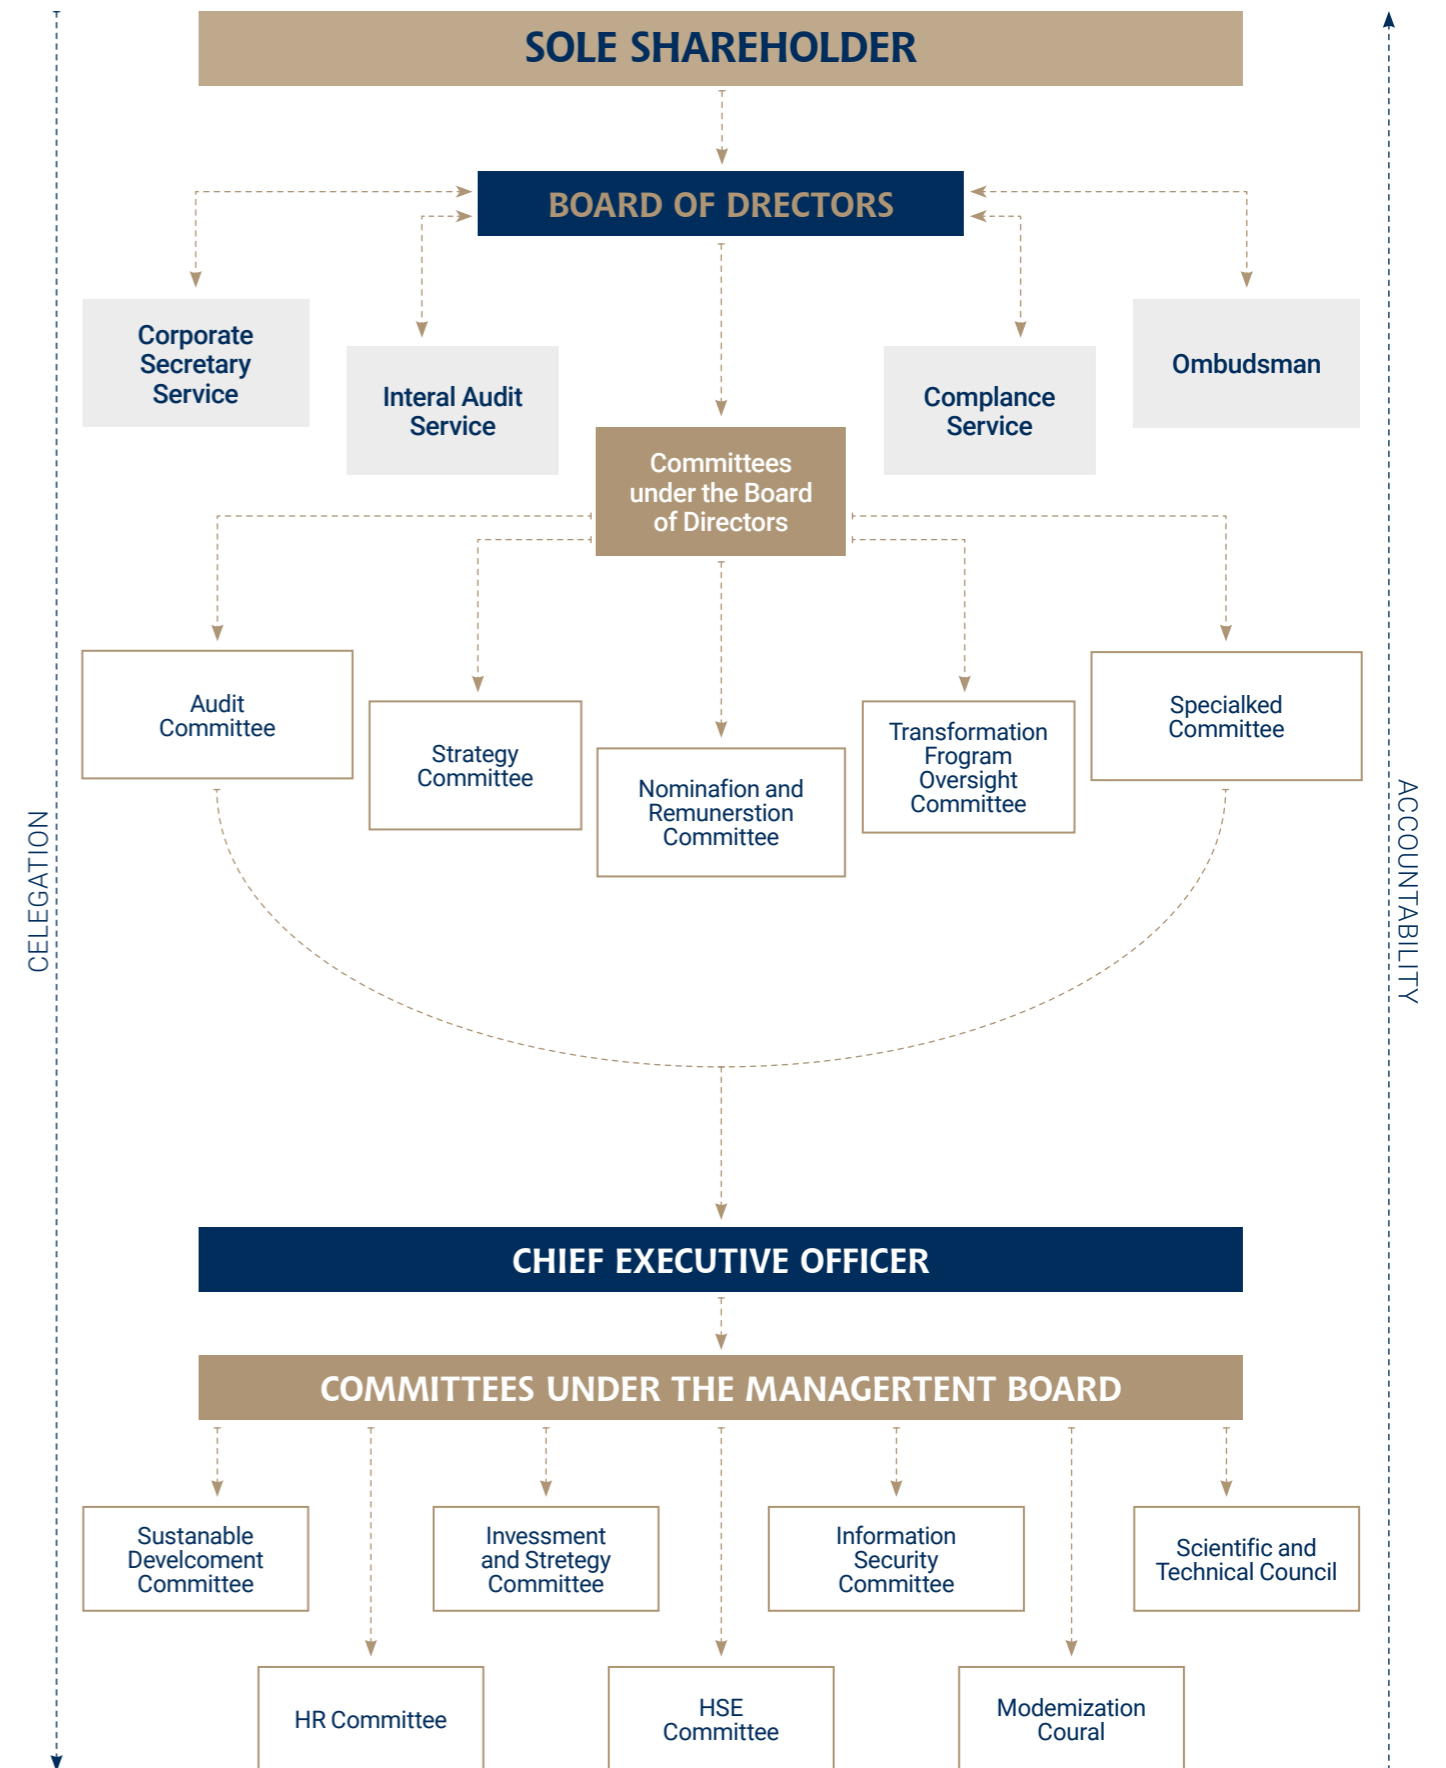 SOLE SHAREHOLDER
BOARD OF DRECTORS
Corporate
Secretary
Service
Interal Audit
Service
Complance
Service
Ombudsman
Committees
under the Board
of Directors
Audit
Committee
Strategy
Committee
Nominafion and
Remunerstion
Committee
Transformation
Frogram
Oversight
Committee
Specialked
Committee
CELEGATION
ACCOUNTABILITY
CHIEF EXECUTIVE OFFICER
COMMITTEES UNDER THE MANAGERTENT BOARD
Sustanable
Develcoment
Committee
Invessment
and Stretegy
Committee
Information
Security
Committee
Scientific and
Technical Council
HR Committee
HSE
Committee
Modemization
Coural